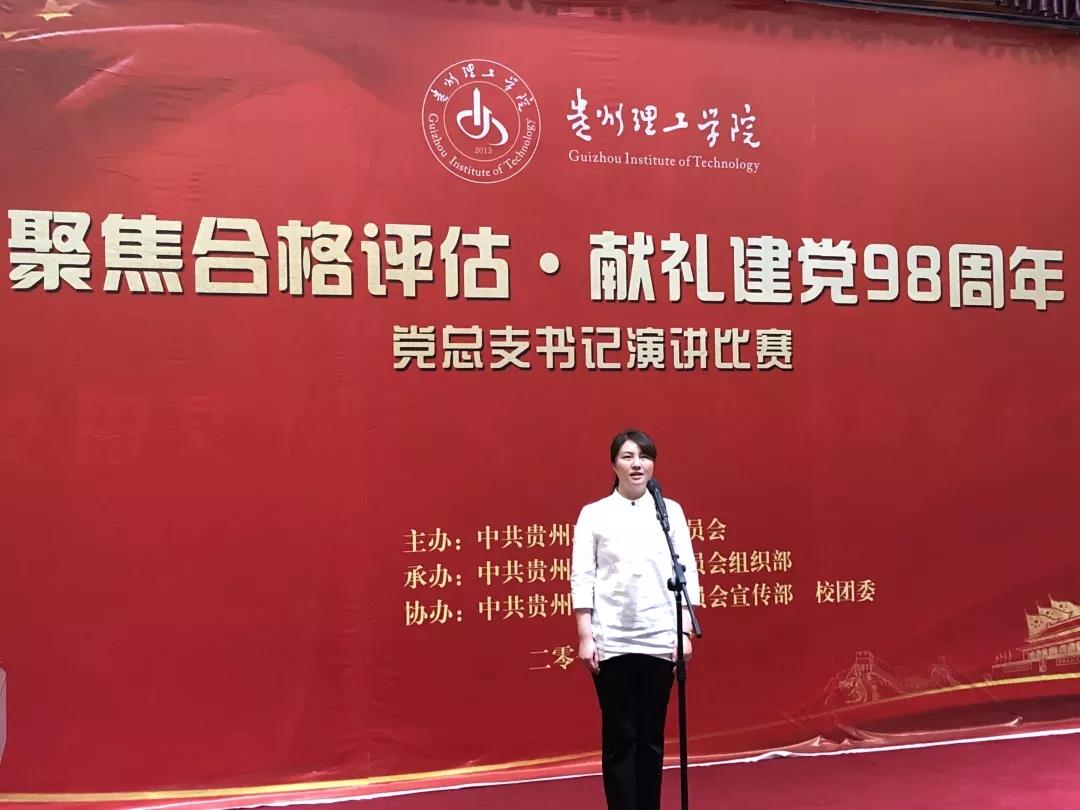 贵州理工学院
Guizhou Institute of Technology
2013
贵州理工学院
Guizhou Institute of Technology
聚焦合格评估·献礼建党98周年
党总支书记演讲比赛
主办：中共贵州 员会
承办：中共贵州 员会组织部
协办：中共贵州 员会宣传部 校团委
二零